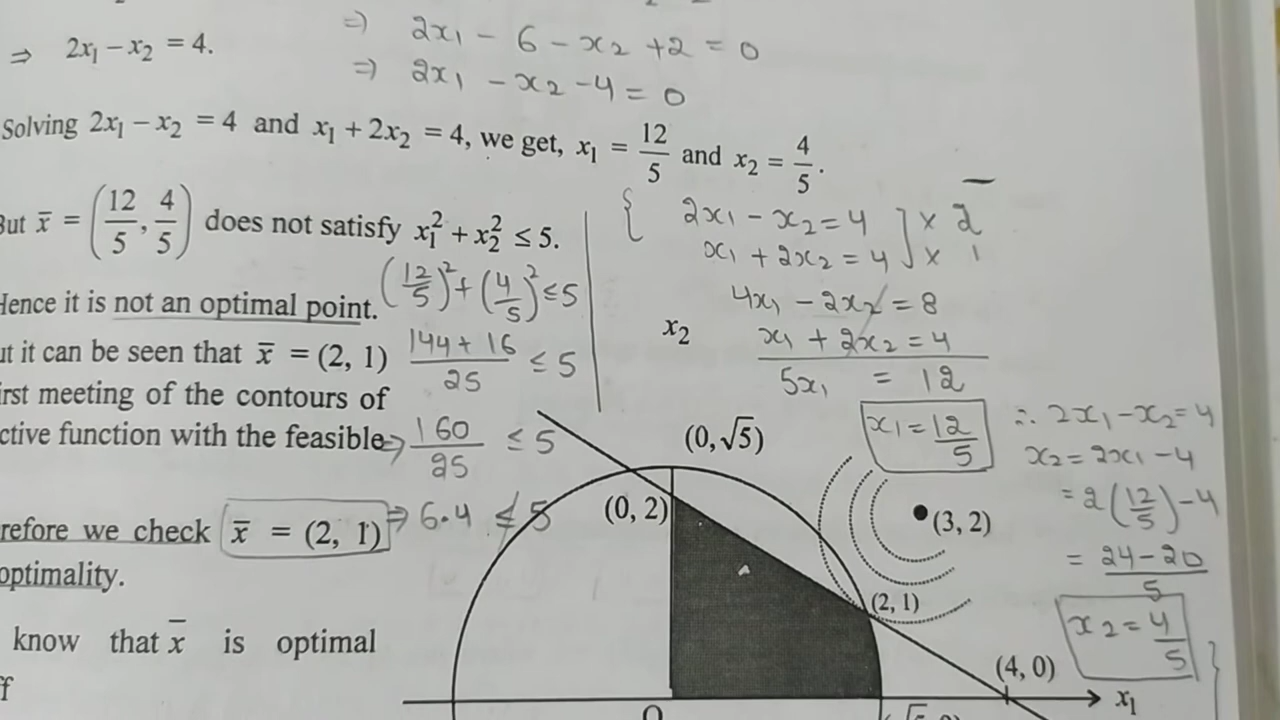 ⇒ 2x₁ – x₂ = 4.
⇒ 2x₁ – 6 – x₂ + 2 = 0
⇒ 2x₁ – x₂ – 4 = 0
Solving 2x₁ – x₂ = 4 and x₁ + 2x₂ = 4, we get, x₁ = 12/5 and x₂ = 4/5.
But x̄ = (12/5, 4/5) does not satisfy x₁² + x₂² ≤ 5.
{ 2x₁ – x₂ = 4 ] × 2
x₁ + 2x₂ = 4 ] × 1
4x₁ – 2x₂ = 8
x₁ + 2x₂ = 4
5x₁ = 12
x₁ = 12/5
∴ 2x₁ – x₂ = 4
x₂ = 2x₁ – 4
= 2(12/5) – 4
= 24 – 20 / 5
x₂ = 4/5
Hence it is not an optimal point.
(12/5)² + (4/5)² ≤ 5
ut it can be seen that x̄ = (2, 1)
144 + 16 / 25 ≤ 5
irst meeting of the contours of
ctive function with the feasible
⇒ 160/25 ≤ 5
refore we check x̄ = (2, 1)
⇒ 6.4 ≰ 5
optimality.
know that x̄ is optimal
f
x₂
(0, √5)
(0, 2)
(3, 2)
(2, 1)
(4, 0)
x₁
O